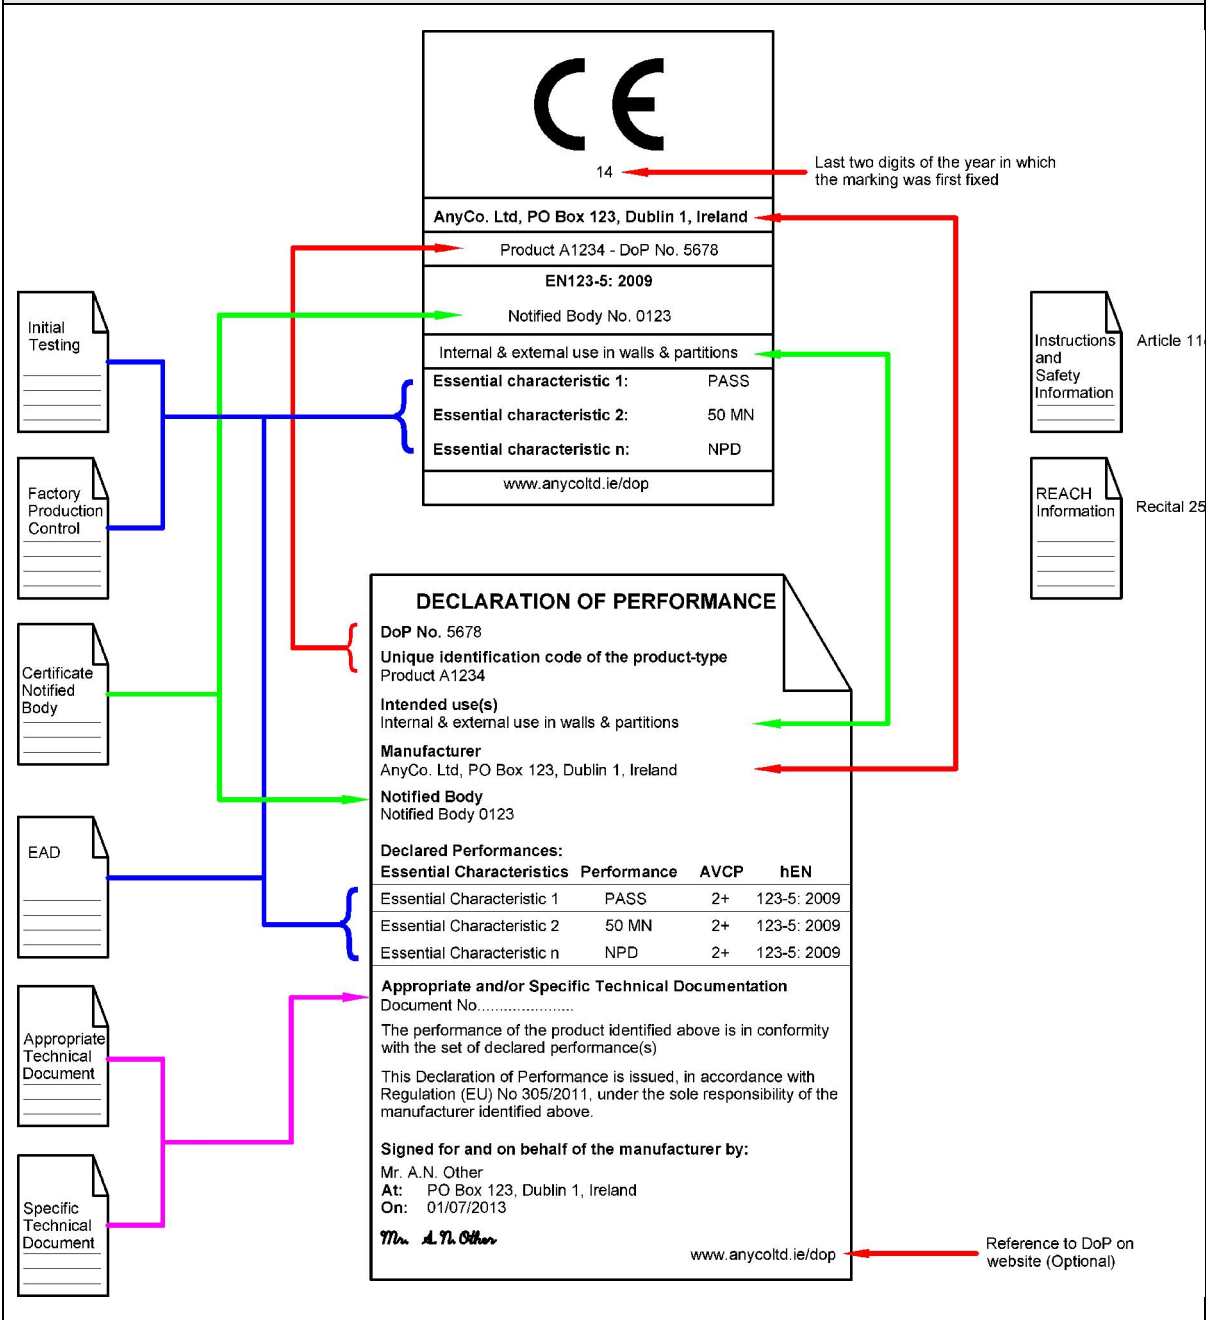 CE
14
Last two digits of the year in which
the marking was first fixed
AnyCo. Ltd, PO Box 123, Dublin 1, Ireland
Product A1234 - DoP No. 5678
EN123-5: 2009
Notified Body No. 0123
Internal & external use in walls & partitions
Essential characteristic 1: PASS
Essential characteristic 2: 50 MN
Essential characteristic n: NPD
www.anycoltd.ie/dop
Initial
Testing
Factory
Production
Control
Certificate
Notified
Body
EAD
Appropriate
Technical
Document
Specific
Technical
Document
Instructions
and
Safety
Information
Article 11
REACH
Information
Recital 25
DECLARATION OF PERFORMANCE
DoP No. 5678
Unique identification code of the product-type
Product A1234
Intended use(s)
Internal & external use in walls & partitions
Manufacturer
AnyCo. Ltd, PO Box 123, Dublin 1, Ireland
Notified Body
Notified Body 0123
Declared Performances:
Essential Characteristics Performance AVCP hEN
Essential Characteristic 1 PASS 2+ 123-5: 2009
Essential Characteristic 2 50 MN 2+ 123-5: 2009
Essential Characteristic n NPD 2+ 123-5: 2009
Appropriate and/or Specific Technical Documentation
Document No......................
The performance of the product identified above is in conformity
with the set of declared performance(s)
This Declaration of Performance is issued, in accordance with
Regulation (EU) No 305/2011, under the sole responsibility of the
manufacturer identified above.
Signed for and on behalf of the manufacturer by:
Mr. A.N. Other
At: PO Box 123, Dublin 1, Ireland
On: 01/07/2013
Mr. A.N. Other
www.anycoltd.ie/dop
Reference to DoP on
website (Optional)